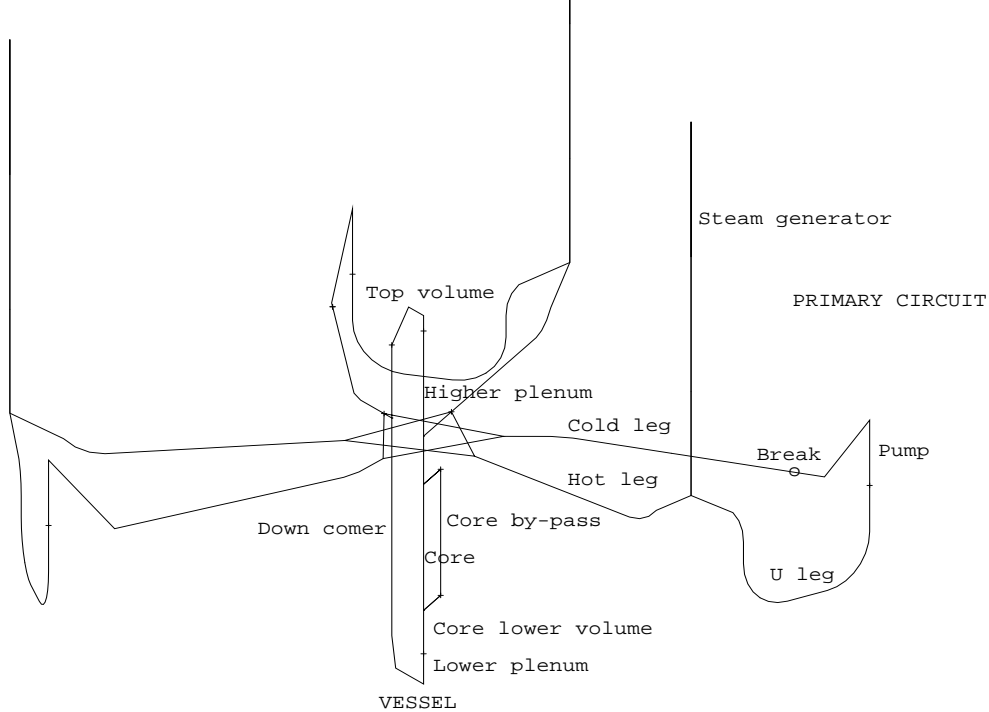 Steam generator
Top volume
PRIMARY CIRCUIT
Higher plenum
Cold leg
Break
Pump
Hot leg
Core by-pass
Down comer
Core
U leg
Core lower volume
Lower plenum
VESSEL